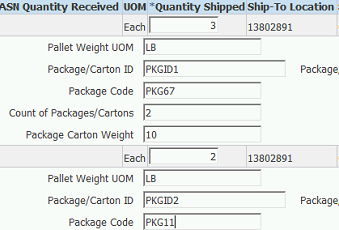 ASN Quantity Received UOM *Quantity Shipped Ship-To Location
Each 3 13802891
Pallet Weight UOM LB
Package/Carton ID PKGID1 Package/
Package Code PKG67
Count of Packages/Cartons 2
Package Carton Weight 10
Each 2 13802891
Pallet Weight UOM LB
Package/Carton ID PKGID2 Package/
Package Code PKG11